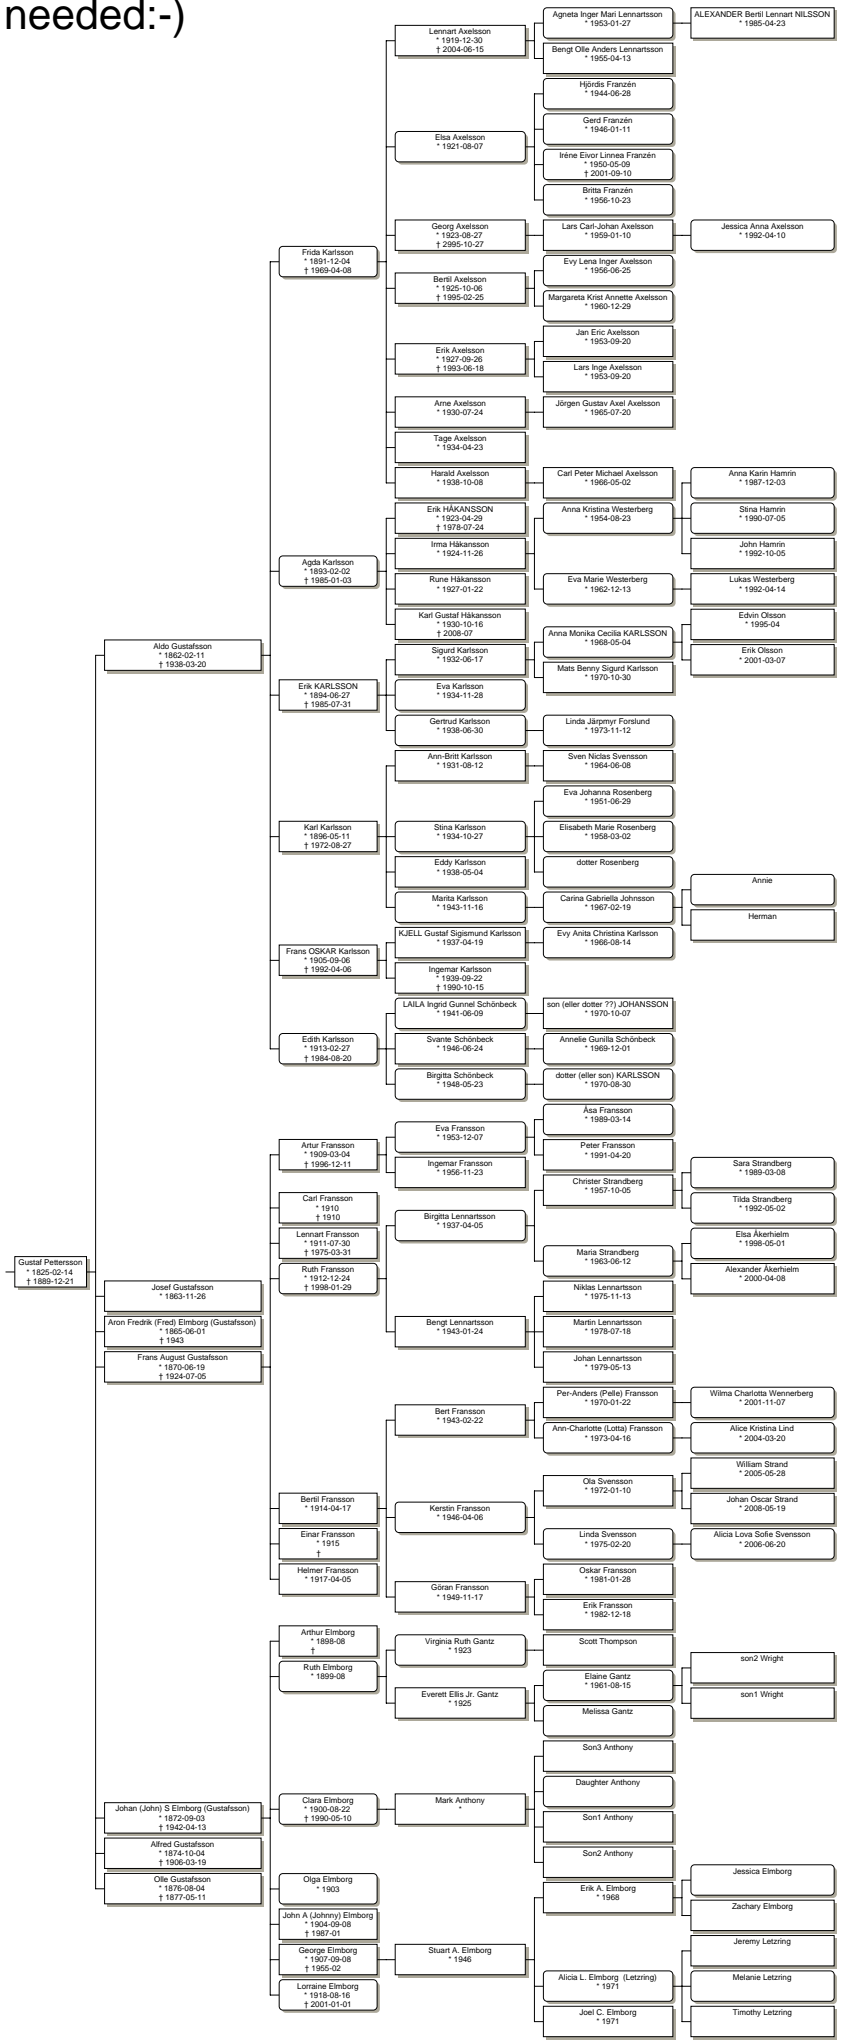 needed:-)
Gustaf Pettersson
* 1825-02-14
† 1889-12-21
Aldo Gustafsson
* 1862-02-11
† 1938-03-20
Frida Karlsson
* 1891-12-04
† 1969-04-08
Lennart Axelsson
* 1919-12-30
† 2004-06-15
Agneta Inger Mari Lennartsson
* 1953-01-27
ALEXANDER Bertil Lennart NILSSON
* 1985-04-23
Bengt Olle Anders Lennartsson
* 1955-04-13
Elsa Axelsson
* 1921-08-07
Hjördis Franzén
* 1944-06-28
Gerd Franzén
* 1946-01-11
Iréne Eivor Linnea Franzén
* 1950-05-09
† 2001-09-10
Britta Franzén
* 1956-10-23
Georg Axelsson
* 1923-08-27
† 2995-10-27
Lars Carl-Johan Axelsson
* 1959-01-10
Jessica Anna Axelsson
* 1992-04-10
Bertil Axelsson
* 1925-10-06
† 1995-02-25
Evy Lena Inger Axelsson
* 1956-06-25
Margareta Krist Annette Axelsson
* 1960-12-29
Erik Axelsson
* 1927-09-26
† 1993-06-18
Jan Eric Axelsson
* 1953-09-20
Lars Inge Axelsson
* 1953-09-20
Arne Axelsson
* 1930-07-24
Jörgen Gustav Axel Axelsson
* 1965-07-20
Tage Axelsson
* 1934-04-23
Harald Axelsson
* 1938-10-08
Carl Peter Michael Axelsson
* 1966-05-02
Agda Karlsson
* 1893-02-02
† 1985-01-03
Erik HÅKANSSON
* 1923-04-29
† 1978-07-24
Irma Håkansson
* 1924-11-26
Anna Kristina Westerberg
* 1954-08-23
Anna Karin Hamrin
* 1987-12-03
Stina Hamrin
* 1990-07-05
John Hamrin
* 1992-10-05
Eva Marie Westerberg
* 1962-12-13
Lukas Westerberg
* 1992-04-14
Rune Håkansson
* 1927-01-22
Karl Gustaf Håkansson
* 1930-10-16
† 2008-07
Erik KARLSSON
* 1894-06-27
† 1985-07-31
Sigurd Karlsson
* 1932-06-17
Anna Monika Cecilia KARLSSON
* 1968-05-04
Edvin Olsson
* 1995-04
Erik Olsson
* 2001-03-07
Mats Benny Sigurd Karlsson
* 1970-10-30
Eva Karlsson
* 1934-11-28
Gertrud Karlsson
* 1938-06-30
Linda Järpmyr Forslund
* 1973-11-12
Karl Karlsson
* 1896-05-11
† 1972-08-27
Ann-Britt Karlsson
* 1931-08-12
Sven Niclas Svensson
* 1964-06-08
Stina Karlsson
* 1934-10-27
Eva Johanna Rosenberg
* 1951-06-29
Elisabeth Marie Rosenberg
* 1958-03-02
dotter Rosenberg
Eddy Karlsson
* 1938-05-04
Marita Karlsson
* 1943-11-16
Carina Gabriella Johnsson
* 1967-02-19
Annie
Herman
Frans OSKAR Karlsson
* 1905-09-06
† 1992-04-06
KJELL Gustaf Sigismund Karlsson
* 1937-04-19
Evy Anita Christina Karlsson
* 1966-08-14
Ingemar Karlsson
* 1939-09-22
† 1990-10-15
Edith Karlsson
* 1913-02-27
† 1984-08-20
LAILA Ingrid Gunnel Schönbeck
* 1941-06-09
son (eller dotter ??) JOHANSSON
* 1970-10-07
Svante Schönbeck
* 1946-06-24
Annelie Gunilla Schönbeck
* 1969-12-01
Birgitta Schönbeck
* 1948-05-23
dotter (eller son) KARLSSON
* 1970-08-30
Josef Gustafsson
* 1863-11-26
Aron Fredrik (Fred) Elmborg (Gustafsson)
* 1865-06-01
† 1943
Frans August Gustafsson
* 1870-06-19
† 1924-07-05
Artur Fransson
* 1909-03-04
† 1996-12-11
Eva Fransson
* 1953-12-07
Åsa Fransson
* 1989-03-14
Peter Fransson
* 1991-04-20
Ingemar Fransson
* 1956-11-23
Carl Fransson
* 1910
† 1910
Lennart Fransson
* 1911-07-30
† 1975-03-31
Ruth Fransson
* 1912-12-24
† 1998-01-29
Birgitta Lennartsson
* 1937-04-05
Christer Strandberg
* 1957-10-05
Sara Strandberg
* 1989-03-08
Tilda Strandberg
* 1992-05-02
Maria Strandberg
* 1963-06-12
Elsa Åkerhielm
* 1998-05-01
Alexander Åkerhielm
* 2000-04-08
Bengt Lennartsson
* 1943-01-24
Niklas Lennartsson
* 1975-11-13
Martin Lennartsson
* 1978-07-18
Johan Lennartsson
* 1979-05-13
Bertil Fransson
* 1914-04-17
Bert Fransson
* 1943-02-22
Per-Anders (Pelle) Fransson
* 1970-01-22
Wilma Charlotta Wennerberg
* 2001-11-07
Ann-Charlotte (Lotta) Fransson
* 1973-04-16
Alice Kristina Lind
* 2004-03-20
Kerstin Fransson
* 1946-04-06
Ola Svensson
* 1972-01-10
William Strand
* 2005-05-28
Johan Oscar Strand
* 2008-05-19
Linda Svensson
* 1975-02-20
Alicia Lova Sofie Svensson
* 2006-06-20
Göran Fransson
* 1949-11-17
Oskar Fransson
* 1981-01-28
Erik Fransson
* 1982-12-18
Einar Fransson
* 1915
†
Helmer Fransson
* 1917-04-05
Johan (John) S Elmborg (Gustafsson)
* 1872-09-03
† 1942-04-13
Arthur Elmborg
* 1898-08
†
Ruth Elmborg
* 1899-08
Virginia Ruth Gantz
* 1923
Scott Thompson
Everett Ellis Jr. Gantz
* 1925
Elaine Gantz
* 1961-08-15
son2 Wright
son1 Wright
Melissa Gantz
Clara Elmborg
* 1900-08-22
† 1990-05-10
Mark Anthony
*
Son3 Anthony
Daughter Anthony
Son1 Anthony
Son2 Anthony
Olga Elmborg
* 1903
John A (Johnny) Elmborg
* 1904-09-08
† 1987-01
George Elmborg
* 1907-09-08
† 1955-02
Stuart A. Elmborg
* 1946
Erik A. Elmborg
* 1968
Jessica Elmborg
Zachary Elmborg
Alicia L. Elmborg (Letzring)
* 1971
Jeremy Letzring
Melanie Letzring
Timothy Letzring
Joel C. Elmborg
* 1971
Lorraine Elmborg
* 1918-08-16
† 2001-01-01
Alfred Gustafsson
* 1874-10-04
† 1906-03-19
Olle Gustafsson
* 1876-08-04
† 1877-05-11